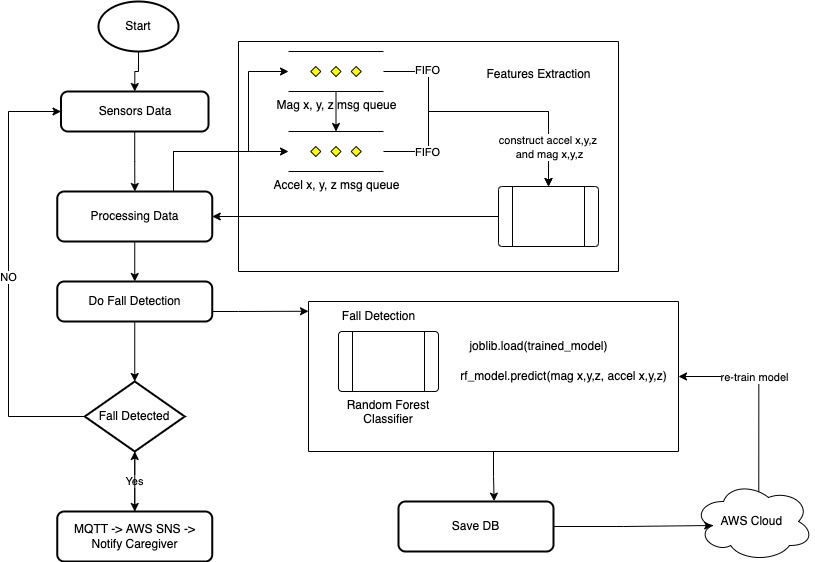 Start
Sensors Data
FIFO
Features Extraction
Mag x, y, z msg queue
construct accel x,y,z
and mag x,y,z
FIFO
Accel x, y, z msg queue
Processing Data
NO
Do Fall Detection
Fall Detection
joblib.load(trained_model)
rf_model.predict(mag x,y,z, accel x,y,z)
re-train model
Random Forest
Classifier
Fall Detected
Yes
MQTT -> AWS SNS ->
Notify Caregiver
Save DB
AWS Cloud